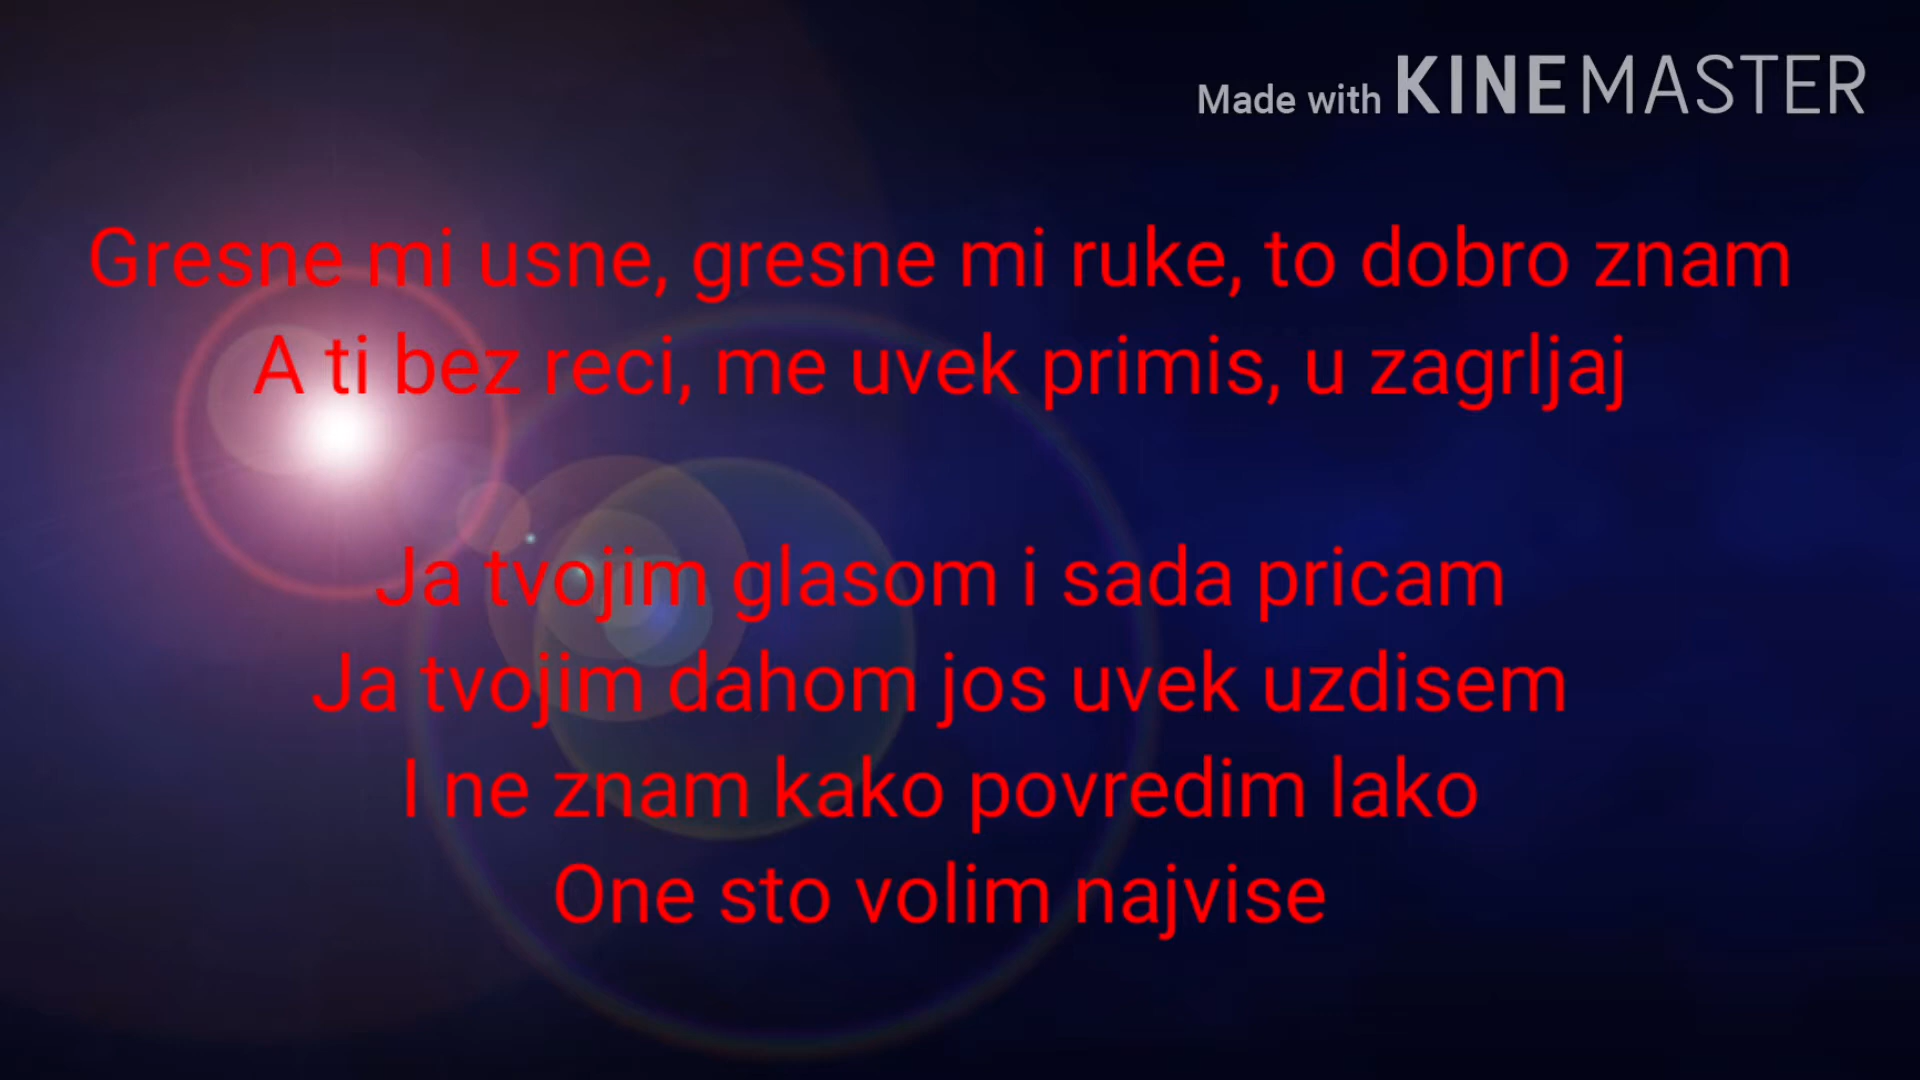 Made with KINEMASTER
Gresne mi usne, gresne mi ruke, to dobro znam
A ti bez reci, me uvek primis, u zagrljaj
Ja tvojim glasom i sada pricam
Ja tvojim dahom jos uvek uzdisem
I ne znam kako povredim lako
One sto volim najvise